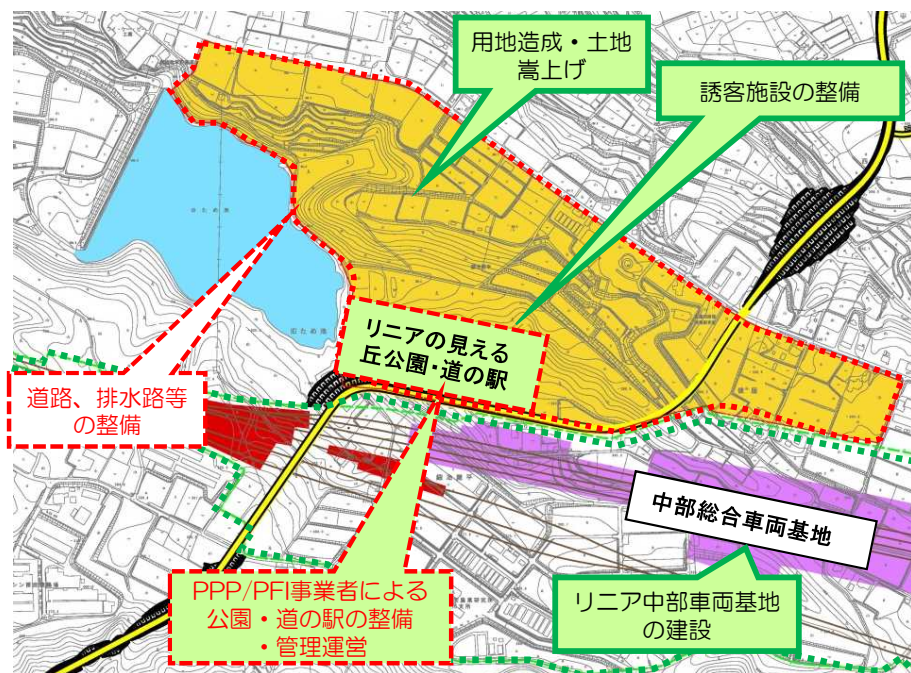 用地造成・土地
嵩上げ
誘客施設の整備
リニアの見える
丘公園・道の駅
道路、排水路等
の整備
中部総合車両基地
PPP/PFI事業者による
公園・道の駅の整備
・管理運営
リニア中部車両基地
の建設